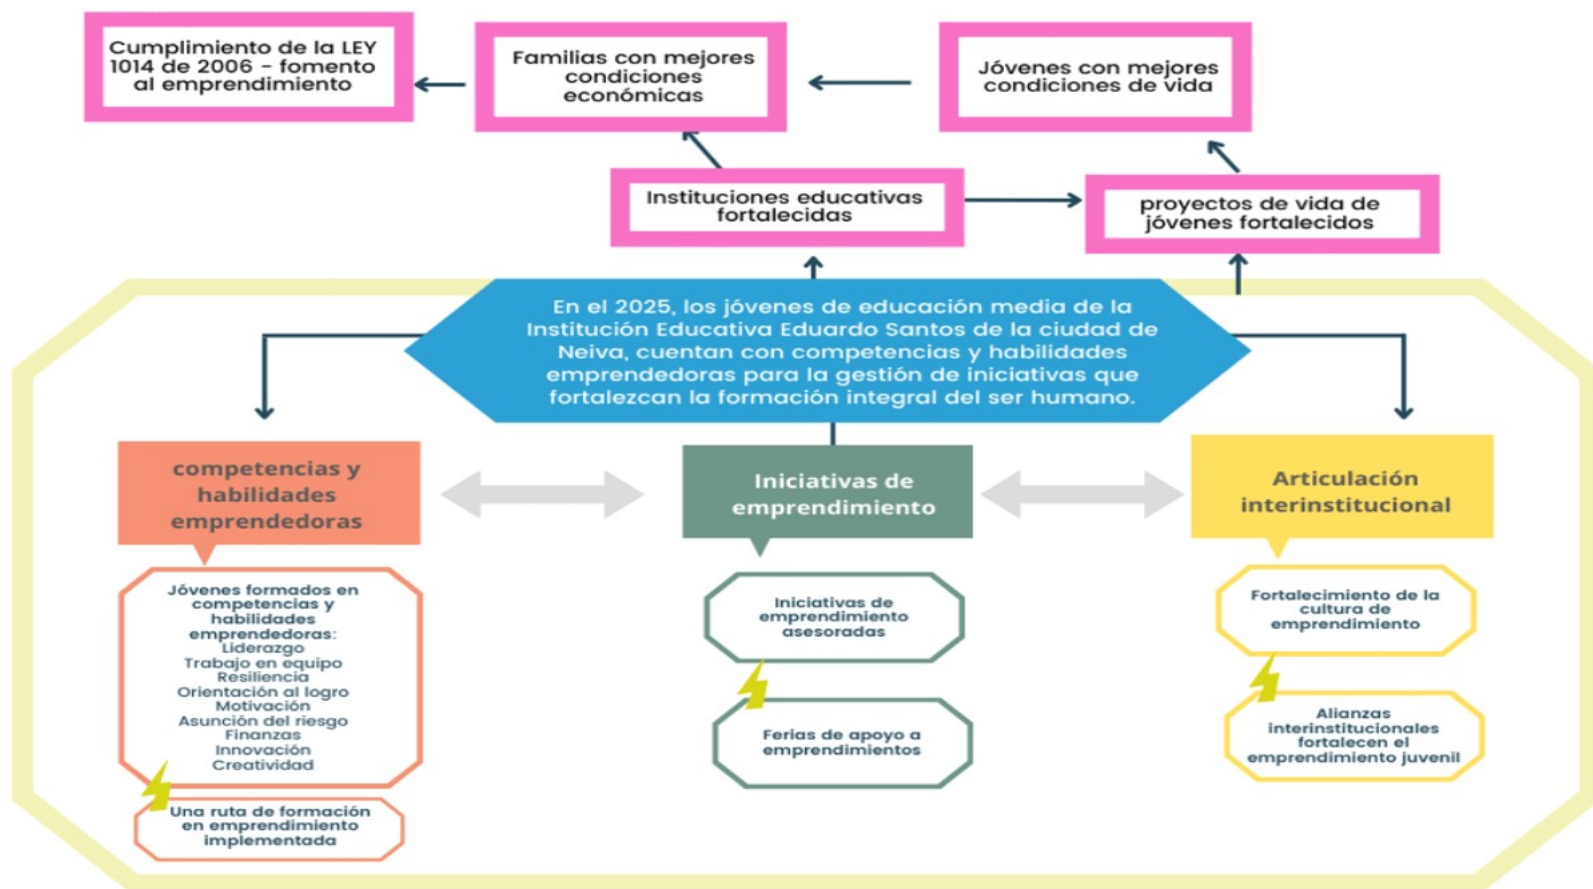 Cumplimiento de la LEY
1014 de 2006 - fomento
al emprendimiento
Familias con mejores
condiciones
económicas
Jóvenes con mejores
condiciones de vida
Instituciones educativas
fortalecidas
proyectos de vida de
jóvenes fortalecidos
En el 2025, los jóvenes de educación media de la
Institución Educativa Eduardo Santos de la ciudad de
Neiva, cuentan con competencias y habilidades
emprendedoras para la gestión de iniciativas que
fortalezcan la formación integral del ser humano.
competencias y
habilidades
emprendedoras
Iniciativas de
emprendimiento
Articulación
interinstitucional
Jóvenes formados en
competencias y
habilidades
emprendedoras:
Liderazgo
Trabajo en equipo
Resiliencia
Orientación al logro
Motivación
Asunción del riesgo
Finanzas
Innovación
Creatividad
Una ruta de formación
en emprendimiento
implementada
Iniciativas de
emprendimiento
asesoradas
Ferias de apoyo a
emprendimientos
Fortalecimiento de la
cultura de
emprendimiento
Alianzas
interinstitucionales
fortalecen el
emprendimiento juvenil